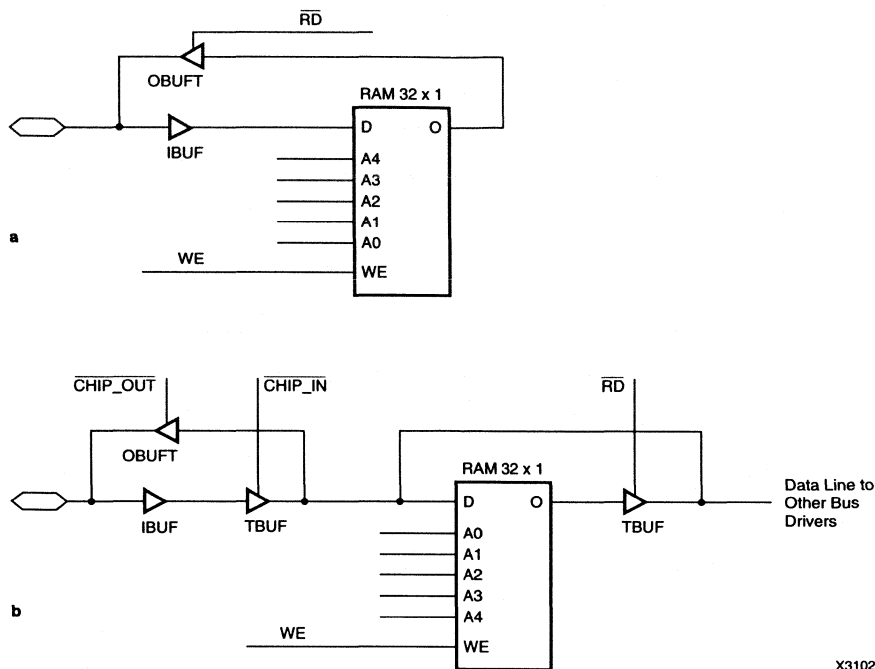 RD
OBUFT
RAM 32 x 1
D O
IBUF
A4
A3
A2
A1
A0
a
WE WE
CHIP_OUT CHIP_IN RD
OBUFT
RAM 32 x 1
D O
IBUF TBUF TBUF
Data Line to
Other Bus
Drivers
A0
A1
A2
A3
A4
b
WE WE
X3102